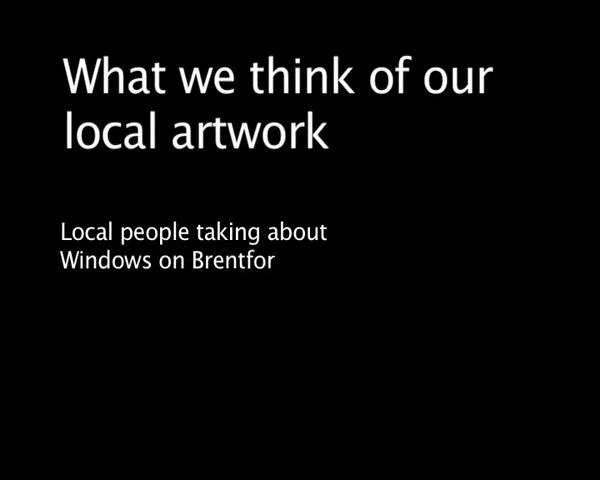 What we think of our
local artwork
Local people taking about
Windows on Brentfor